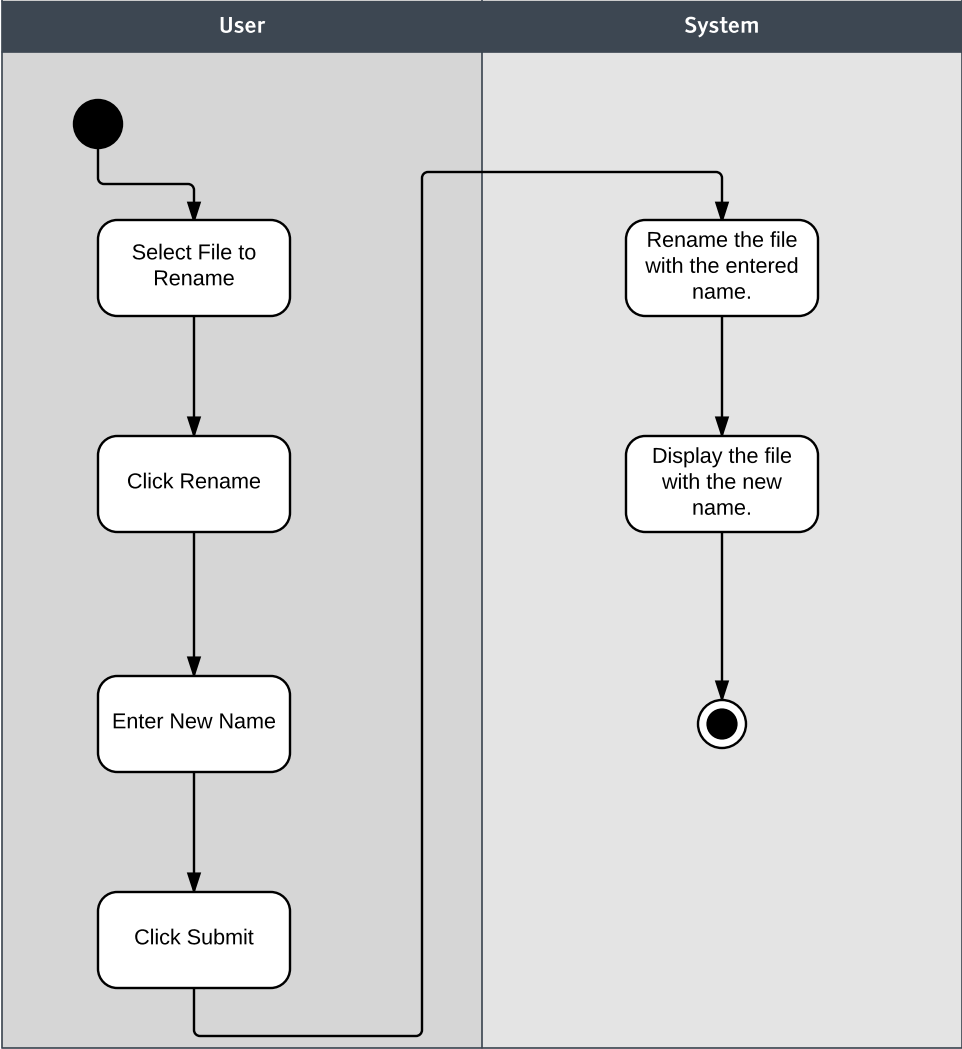 User
System
Select File to
Rename
Click Rename
Enter New Name
Click Submit
Rename the file
with the entered
name.
Display the file
with the new
name.